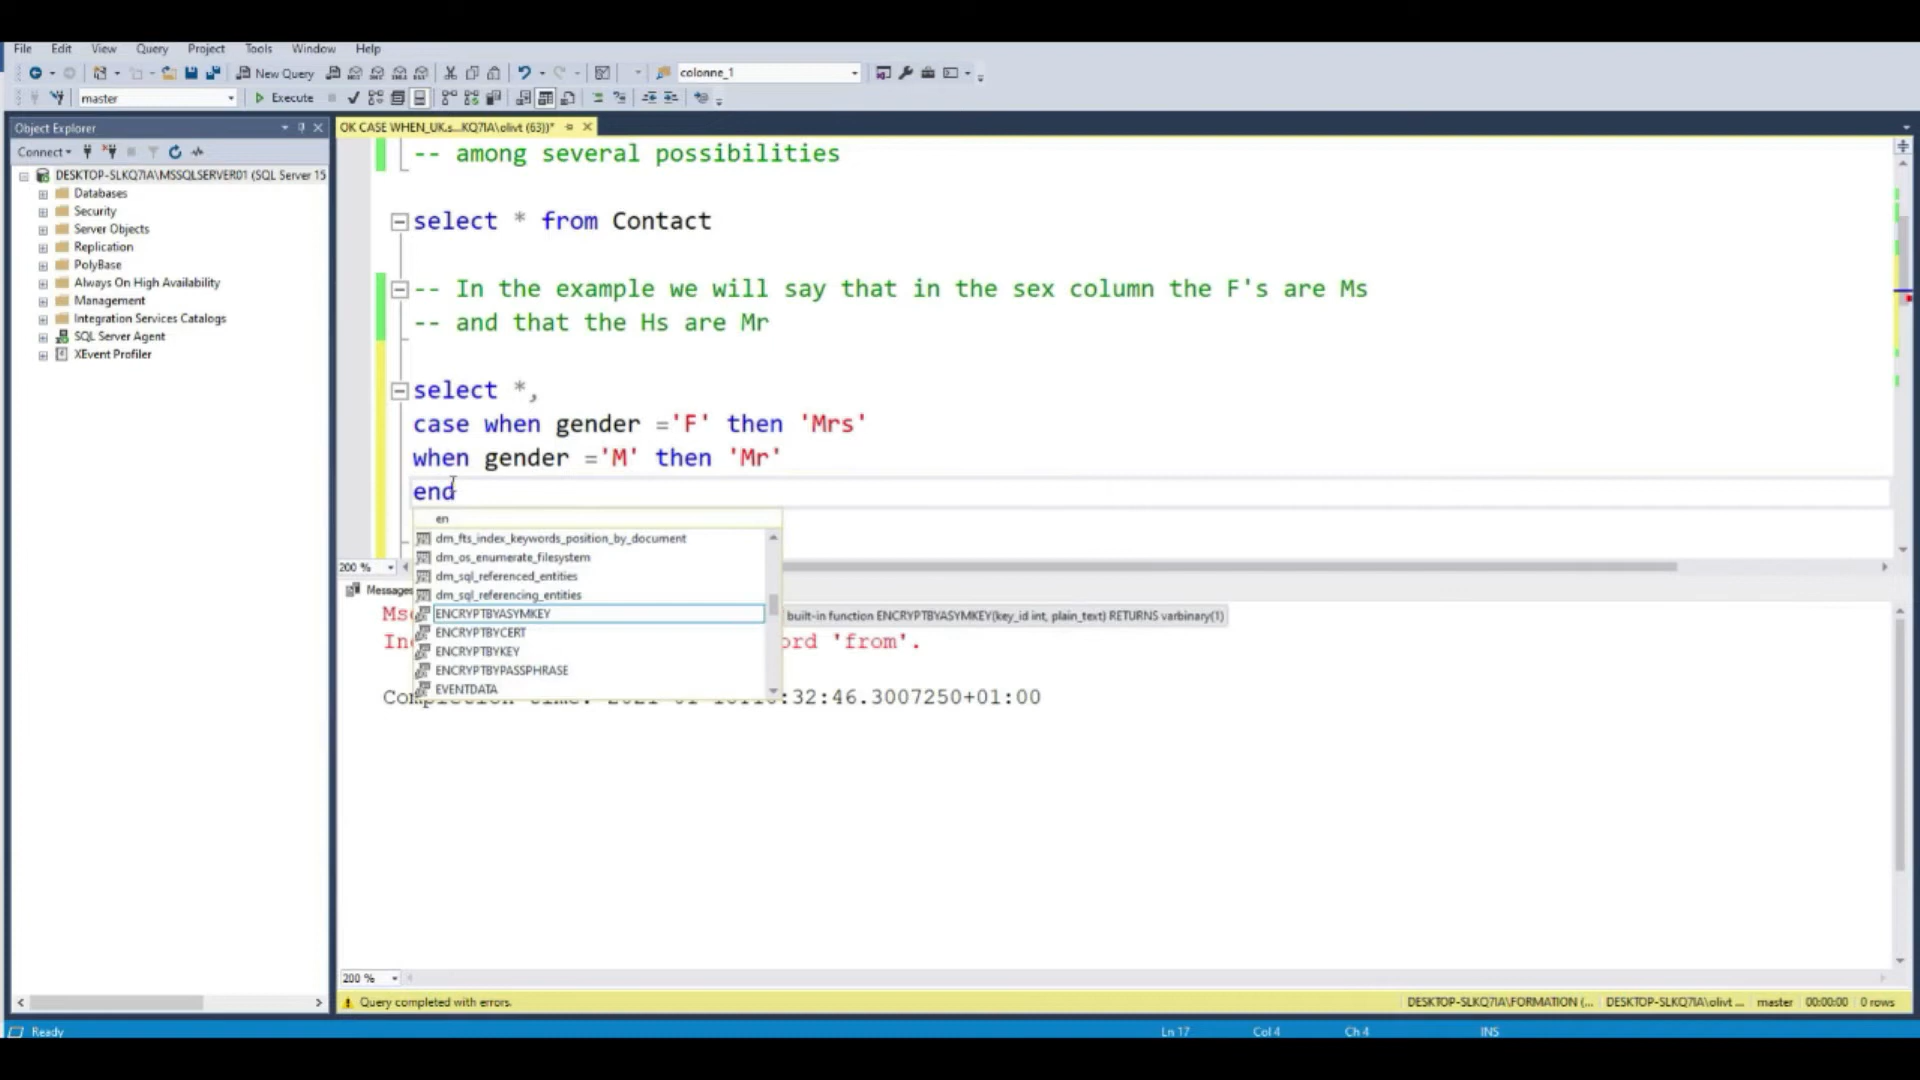 File Edit View Query Project Tools Window Help
New Query colonne_1
master Execute
Object Explorer
OK CASE WHEN_UK.s...KQ7IA\olivt (63))*
Connect
DESKTOP-SLKQ7IA\MSSQLSERVER01 (SQL Server 15
Databases
Security
Server Objects
Replication
PolyBase
Always On High Availability
Management
Integration Services Catalogs
SQL Server Agent
XEvent Profiler
-- among several possibilities
select * from Contact
-- In the example we will say that in the sex column the F's are Ms
-- and that the Hs are Mr
select *,
case when gender ='F' then 'Mrs'
when gender ='M' then 'Mr'
end
en
dm_fts_index_keywords_position_by_document
dm_os_enumerate_filesystem
dm_sql_referenced_entities
dm_sql_referencing_entities
ENCRYPTBYASYMKEY
ENCRYPTBYCERT
ENCRYPTBYKEY
ENCRYPTBYPASSPHRASE
EVENTDATA
built-in function ENCRYPTBYASYMKEY(key_id int, plain_text) RETURNS varbinary(1)
200 %
Messages
'from'.
:32:46.3007250+01:00
200 %
Query completed with errors. DESKTOP-SLKQ7IA\FORMATION (... DESKTOP-SLKQ7IA\olivt ... master 00:00:00 0 rows
Ready Ln 17 Col 4 Ch 4 INS